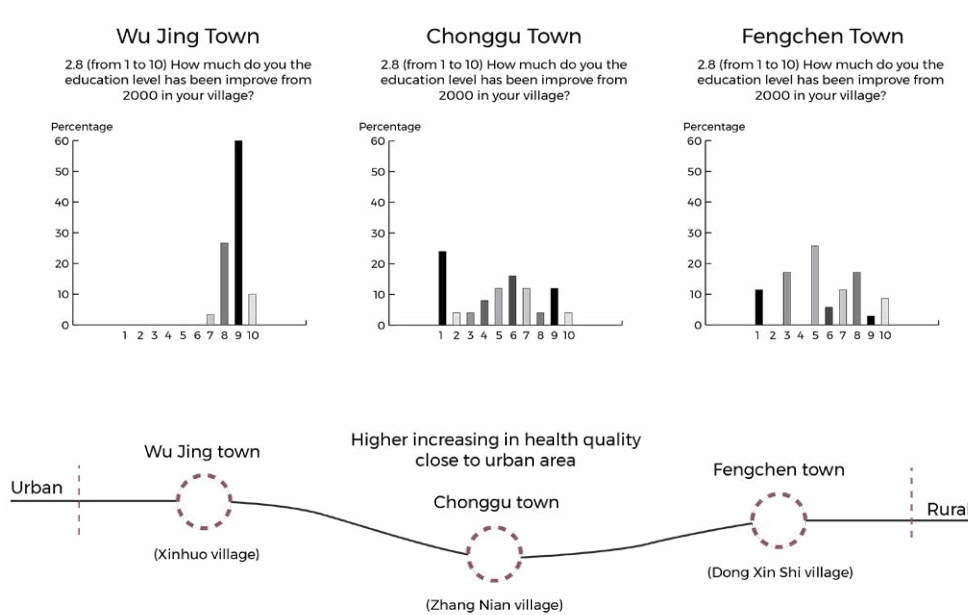 Wu Jing Town
2.8 (from 1 to 10) How much do you the
education level has been improve from
2000 in your village?
Percentage
60
50
40
30
20
10
0
1 2 3 4 5 6 7 8 9 10
Chonggu Town
2.8 (from 1 to 10) How much do you the
education level has been improve from
2000 in your village?
Percentage
60
50
40
30
20
10
0
1 2 3 4 5 6 7 8 9 10
Fengchen Town
2.8 (from 1 to 10) How much do you the
education level has been improve from
2000 in your village?
Percentage
60
50
40
30
20
10
0
1 2 3 4 5 6 7 8 9 10
Higher increasing in health quality
close to urban area
Urban
Wu Jing town
(Xinhuo village)
Chonggu town
(Zhang Nian village)
Fengchen town
(Dong Xin Shi village)
Rural